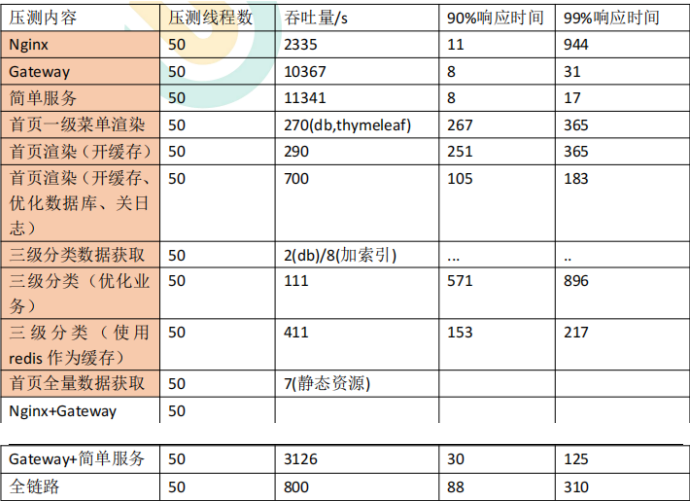 压测内容 压测线程数 吞吐量/s 90%响应时间 99%响应时间
Nginx 50 2335 11 944
Gateway 50 10367 8 31
简单服务 50 11341 8 17
首页一级菜单渲染 50 270(db,thymeleaf) 267 365
首页渲染（开缓存） 50 290 251 365
首页渲染（开缓存、 50 700 105 183
优化数据库、关日
志）
三级分类数据获取 50 2(db)/8(加索引) ... ..
三级分类（优化业 50 111 571 896
务）
三级分类（使用 50 411 153 217
redis 作为缓存）
首页全量数据获取 50 7(静态资源)
Nginx+Gateway 50
Gateway+简单服务 50 3126 30 125
全链路 50 800 88 310